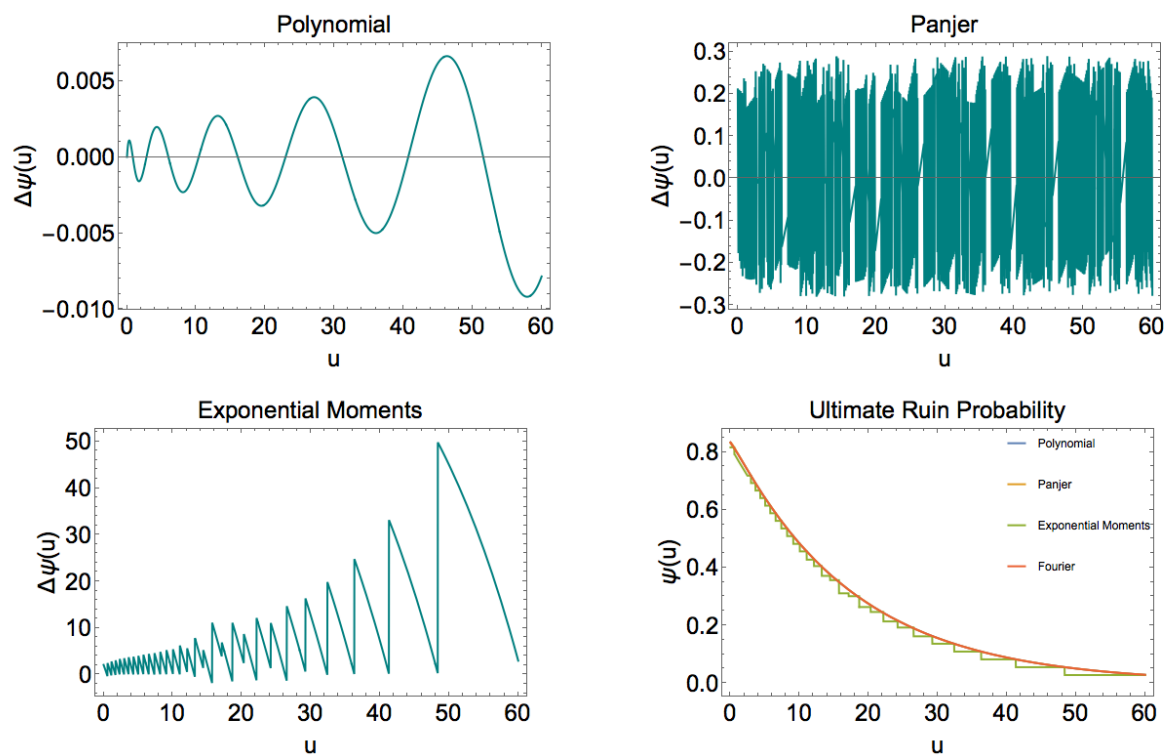 Polynomial
0.005
0.000
−0.005
−0.010
Δψ(u)
0 10 20 30 40 50 60
u
Panjer
0.3
0.2
0.1
0.0
−0.1
−0.2
−0.3
Δψ(u)
0 10 20 30 40 50 60
u
Exponential Moments
50
40
30
20
10
0
Δψ(u)
0 10 20 30 40 50 60
u
Ultimate Ruin Probability
0.8
0.6
0.4
0.2
0.0
ψ(u)
Polynomial
Panjer
Exponential Moments
Fourier
0 10 20 30 40 50 60
u